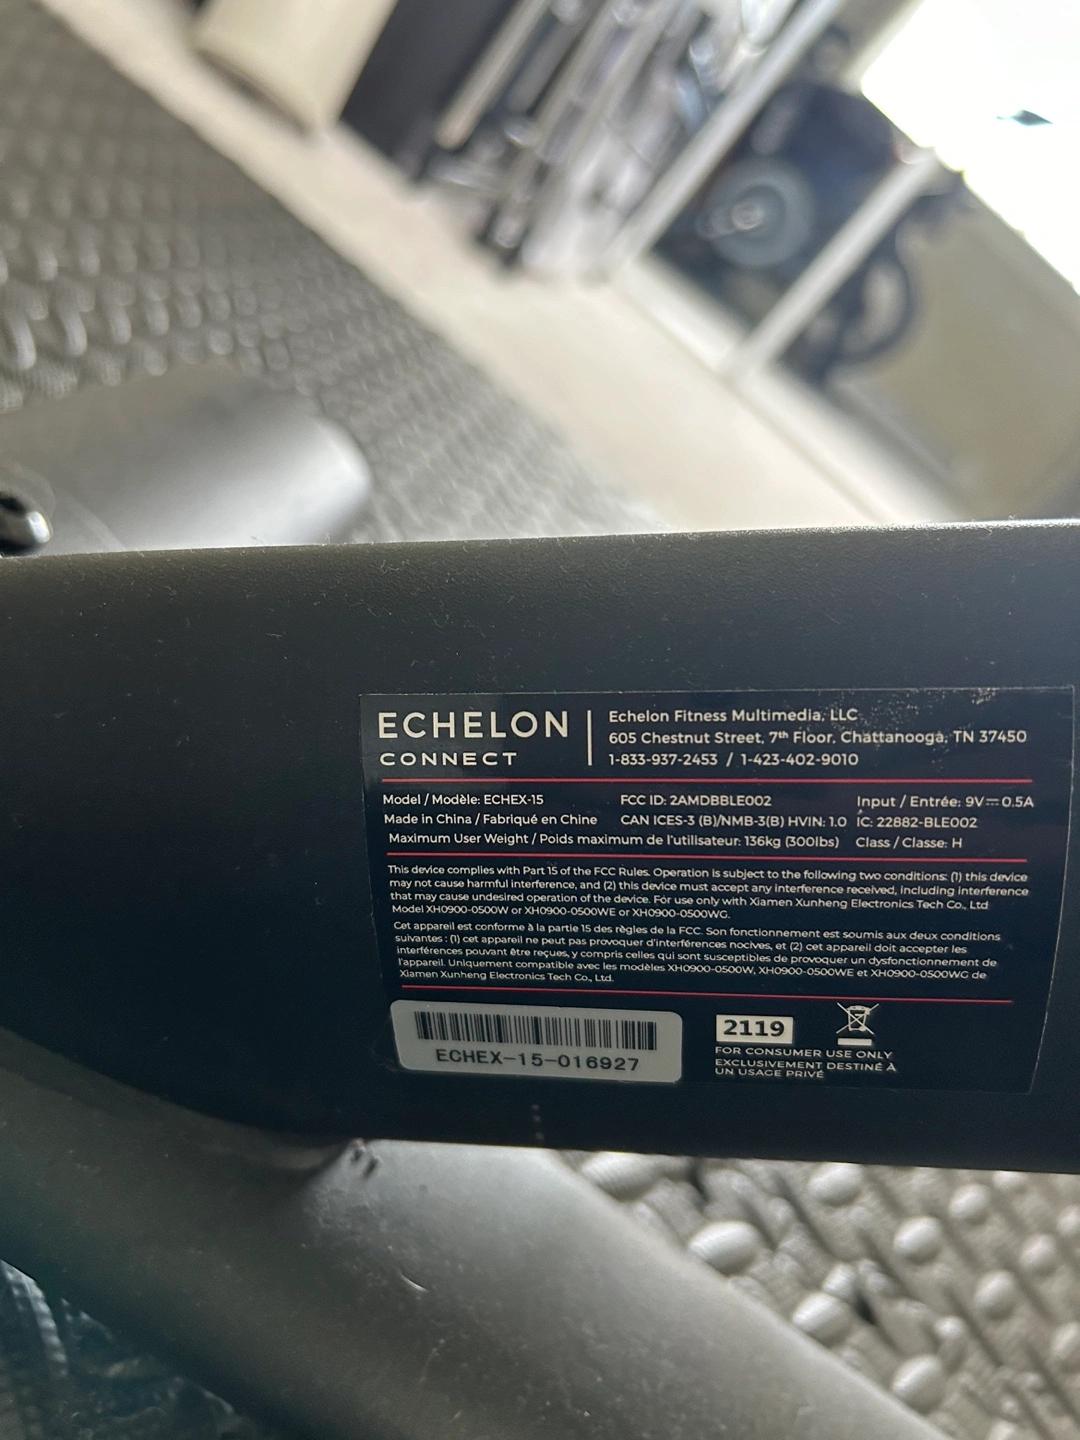 ECHELON
CONNECT
Echelon Fitness Multimedia, LLC
605 Chestnut Street, 7th Floor, Chattanooga, TN 37450
1-833-937-2453 / 1-423-402-9010
Model / Modèle: ECHEX-15 FCC ID: 2AMDBBLE002 Input / Entrée: 9V⎓0.5A
Made in China / Fabriqué en Chine CAN ICES-3 (B)/NMB-3(B) HVIN: 1.0 IC: 22882-BLE002
Maximum User Weight / Poids maximum de l'utilisateur: 136kg (300lbs) Class / Classe: H
This device complies with Part 15 of the FCC Rules. Operation is subject to the following two conditions: (1) this device
may not cause harmful interference, and (2) this device must accept any interference received, including interference
that may cause undesired operation of the device. For use only with Xiamen Xunheng Electronics Tech Co., Ltd
Model XH0900-0500W or XH0900-0500WE or XH0900-0500WG.
Cet appareil est conforme à la partie 15 des règles de la FCC. Son fonctionnement est soumis aux deux conditions
suivantes : (1) cet appareil ne peut pas provoquer d'interférences nocives, et (2) cet appareil doit accepter les
interférences pouvant être reçues, y compris celles qui sont susceptibles de provoquer un dysfonctionnement de
l'appareil. Uniquement compatible avec les modèles XH0900-0500W, XH0900-0500WE et XH0900-0500WG de
Xiamen Xunheng Electronics Tech Co., Ltd.
ECHEX-15-016927
2119
FOR CONSUMER USE ONLY
EXCLUSIVEMENT DESTINÉ À
UN USAGE PRIVÉ